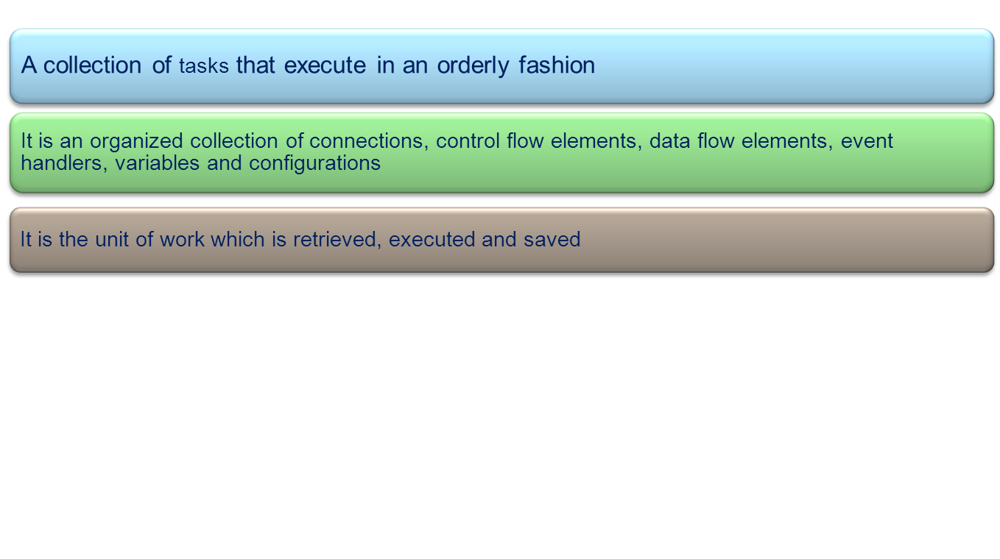 A collection of tasks that execute in an orderly fashion
It is an organized collection of connections, control flow elements, data flow elements, event
handlers, variables and configurations
It is the unit of work which is retrieved, executed and saved